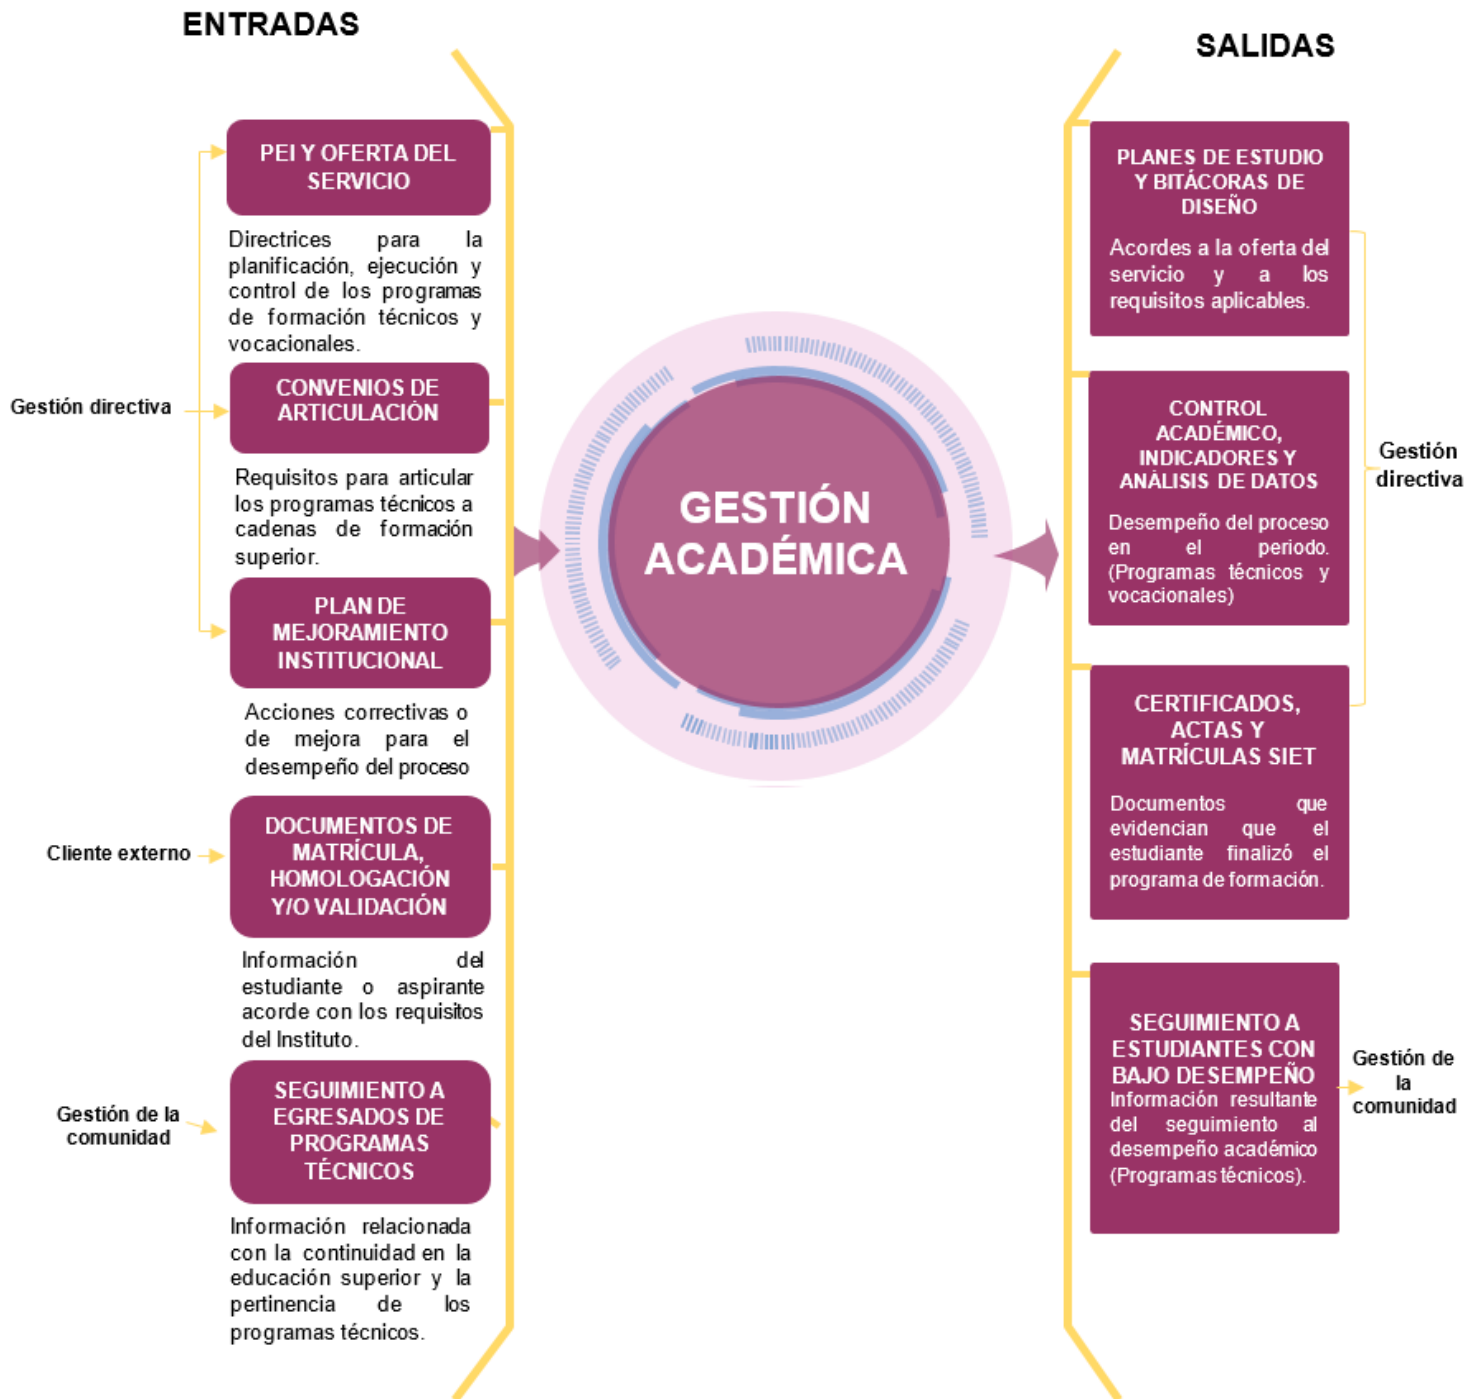 ENTRADAS
PEI Y OFERTA DEL
SERVICIO
Directrices para la
planificación, ejecución y
control de los programas
de formación técnicos y
vocacionales.
Gestión directiva
CONVENIOS DE
ARTICULACIÓN
Requisitos para articular
los programas técnicos a
cadenas de formación
superior.
PLAN DE
MEJORAMIENTO
INSTITUCIONAL
Acciones correctivas o
de mejora para el
desempeño del proceso
Cliente externo
DOCUMENTOS DE
MATRÍCULA,
HOMOLOGACIÓN
Y/O VALIDACIÓN
Información del
estudiante o aspirante
acorde con los requisitos
del Instituto.
Gestión de la
comunidad
SEGUIMIENTO A
EGRESADOS DE
PROGRAMAS
TÉCNICOS
Información relacionada
con la continuidad en la
educación superior y la
pertinencia de los
programas técnicos.
GESTIÓN
ACADÉMICA
SALIDAS
PLANES DE ESTUDIO
Y BITÁCORAS DE
DISEÑO
Acordes a la oferta del
servicio y a los
requisitos aplicables.
CONTROL
ACADÉMICO,
INDICADORES Y
ANÁLISIS DE DATOS
Desempeño del proceso
en el periodo.
(Programas técnicos y
vocacionales)
Gestión
directiva
CERTIFICADOS,
ACTAS Y
MATRÍCULAS SIET
Documentos que
evidencian que el
estudiante finalizó el
programa de formación.
SEGUIMIENTO A
ESTUDIANTES CON
BAJO DESEMPEÑO
Información resultante
del seguimiento al
desempeño académico
(Programas técnicos).
Gestión de
la
comunidad